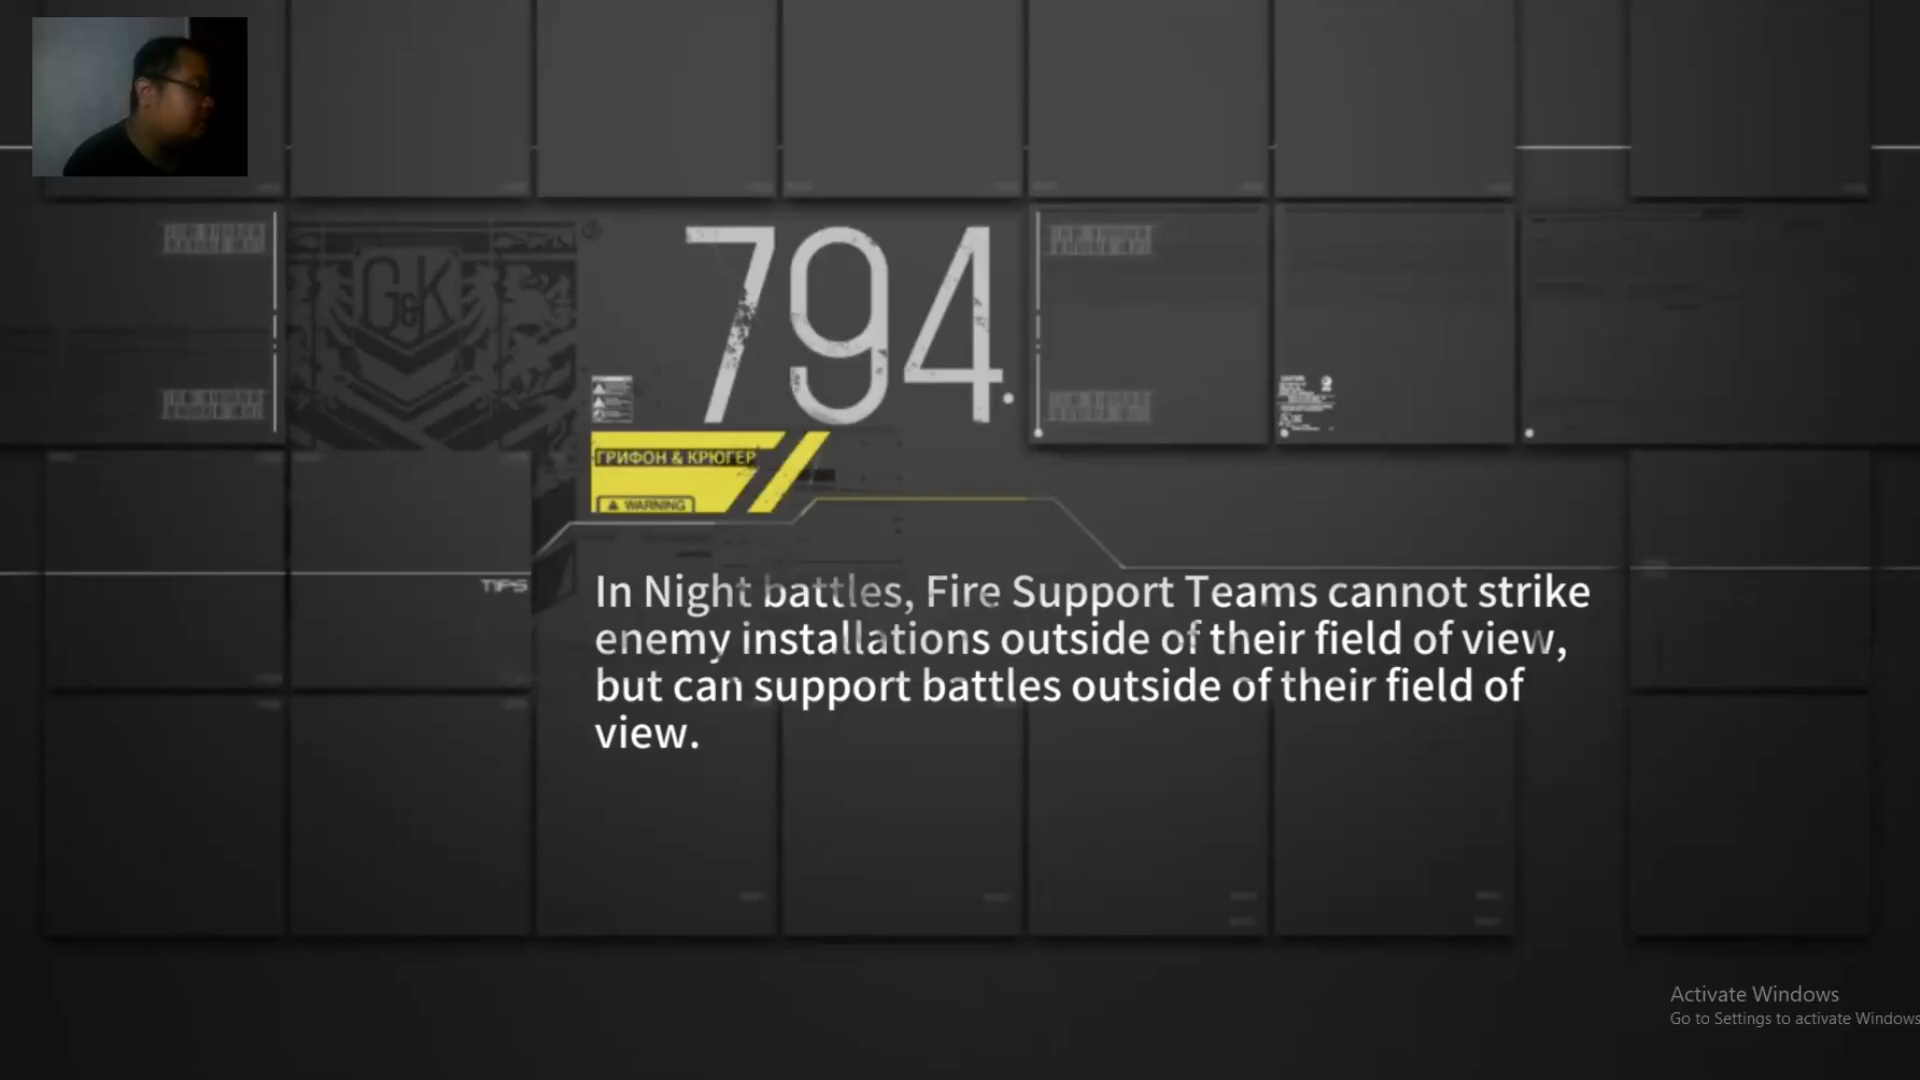 G&K
794.
ГРИФОН & КРЮГЕР
WARNING
TIPS
In Night battles, Fire Support Teams cannot strike
enemy installations outside of their field of view,
but can support battles outside of their field of
view.
Activate Windows
Go to Settings to activate Windows